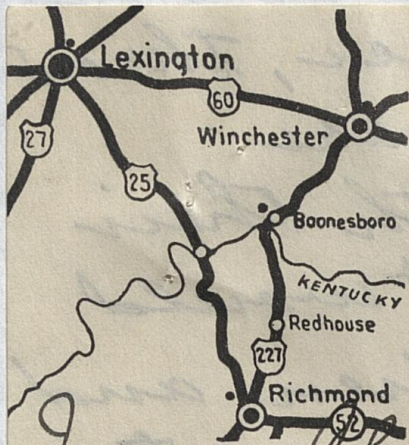 Lexington
60
27
Winchester
25
Boonesboro
KENTUCKY
Redhouse
227
Richmond
52